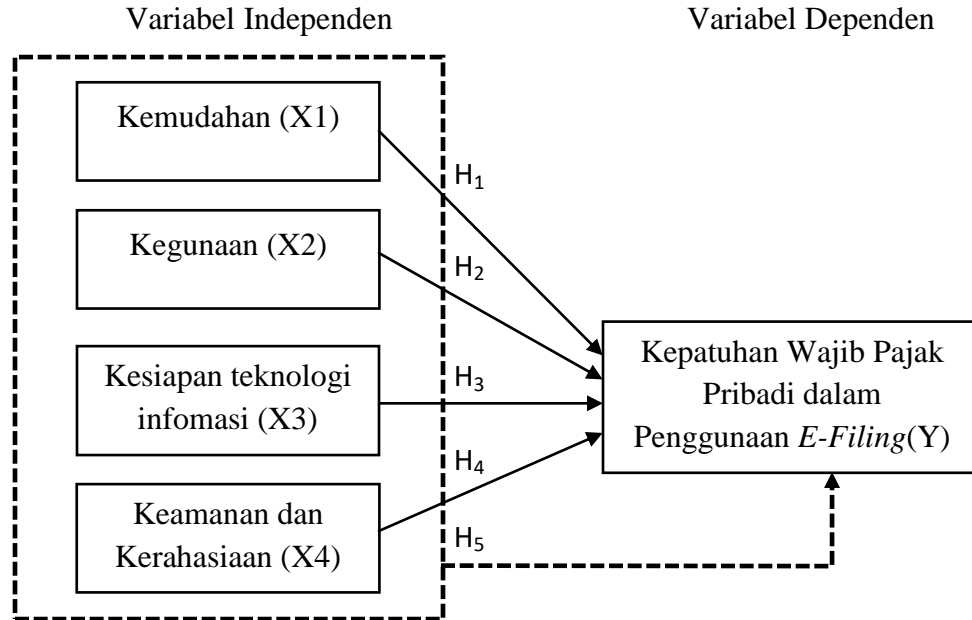 Variabel Independen
Variabel Dependen
Kemudahan (X1)
H₁
Kegunaan (X2)
H₂
Kesiapan teknologi
infomasi (X3)
H₃
Keamanan dan
Kerahasiaan (X4)
H₄
H₅
Kepatuhan Wajib Pajak
Pribadi dalam
Penggunaan E-Filing(Y)